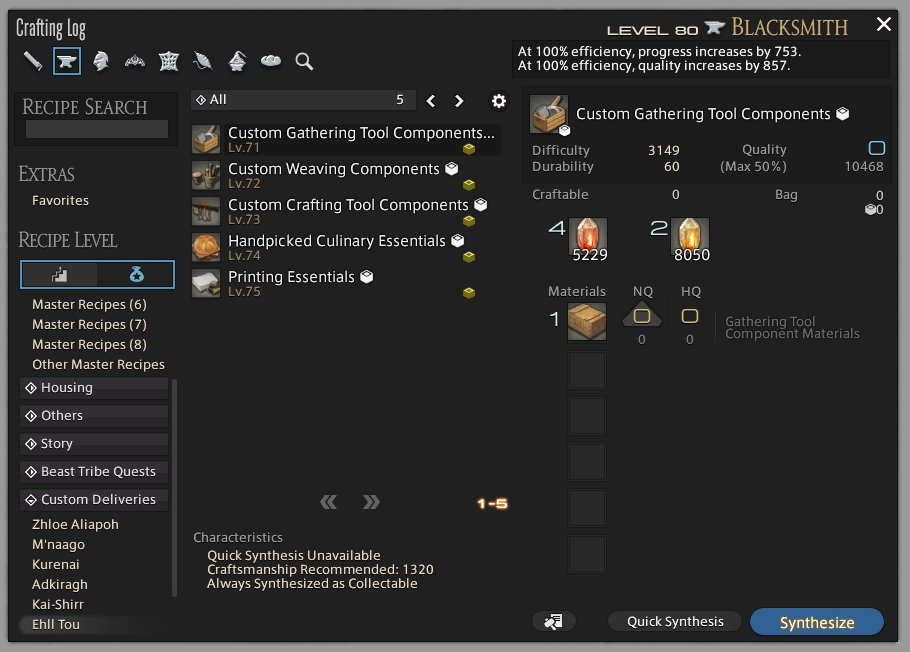 Crafting Log
LEVEL 80 BLACKSMITH
At 100% efficiency, progress increases by 753.
At 100% efficiency, quality increases by 857.
RECIPE SEARCH
EXTRAS
Favorites
RECIPE LEVEL
Master Recipes (6)
Master Recipes (7)
Master Recipes (8)
Other Master Recipes
Housing
Others
Story
Beast Tribe Quests
Custom Deliveries
Zhloe Aliapoh
M'naago
Kurenai
Adkiragh
Kai-Shirr
Ehll Tou
All 5
Custom Gathering Tool Components...
Lv.71
Custom Weaving Components
Lv.72
Custom Crafting Tool Components
Lv.73
Handpicked Culinary Essentials
Lv.74
Printing Essentials
Lv.75
1-5
Characteristics
Quick Synthesis Unavailable
Craftsmanship Recommended: 1320
Always Synthesized as Collectable
Custom Gathering Tool Components
Difficulty 3149 Quality
Durability 60 (Max 50%) 10468
Craftable 0 Bag 0
0
4 5229 2 8050
Materials NQ HQ
1 Gathering Tool
Component Materials
0 0
Quick Synthesis Synthesize